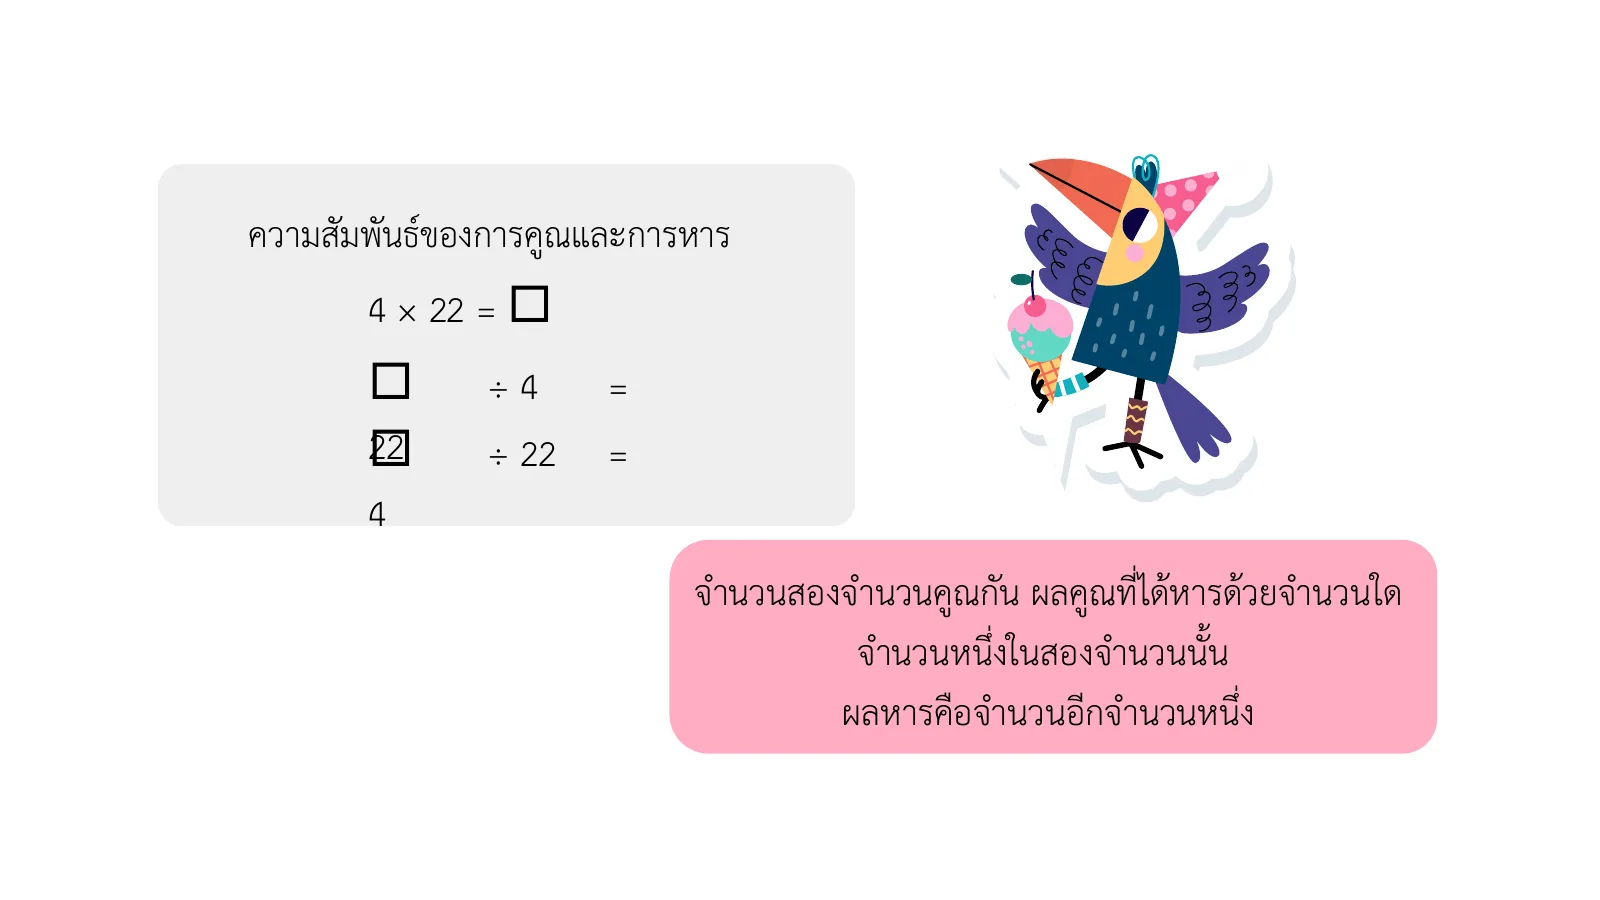 ความสัมพันธ์ของการคูณและการหาร
4 × 22 = □
□ ÷ 4 =
22
□ ÷ 22 =
4
จำนวนสองจำนวนคูณกัน ผลคูณที่ได้หารด้วยจำนวนใด
จำนวนหนึ่งในสองจำนวนนั้น
ผลหารคือจำนวนอีกจำนวนหนึ่ง